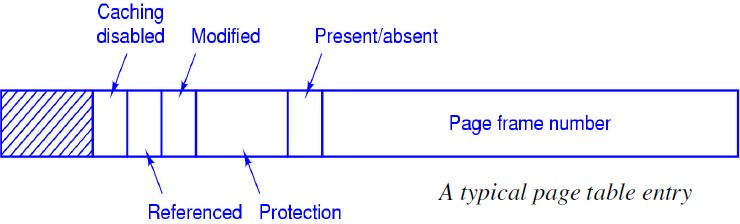 Caching
disabled
Modified
Present/absent
Page frame number
Referenced
Protection
A typical page table entry